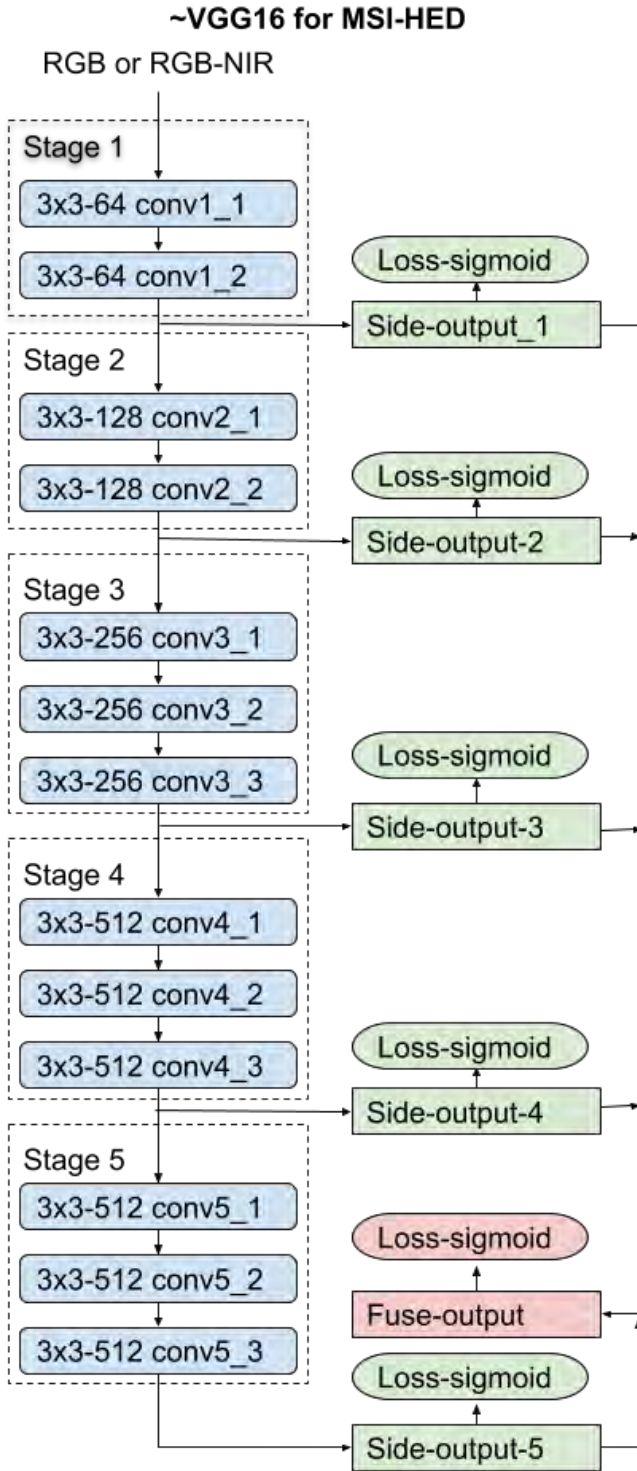 ~VGG16 for MSI-HED
RGB or RGB-NIR
Stage 1
3x3-64 conv1_1
3x3-64 conv1_2
Loss-sigmoid
Side-output_1
Stage 2
3x3-128 conv2_1
3x3-128 conv2_2
Loss-sigmoid
Side-output-2
Stage 3
3x3-256 conv3_1
3x3-256 conv3_2
3x3-256 conv3_3
Loss-sigmoid
Side-output-3
Stage 4
3x3-512 conv4_1
3x3-512 conv4_2
3x3-512 conv4_3
Loss-sigmoid
Side-output-4
Stage 5
3x3-512 conv5_1
3x3-512 conv5_2
3x3-512 conv5_3
Loss-sigmoid
Fuse-output
Loss-sigmoid
Side-output-5